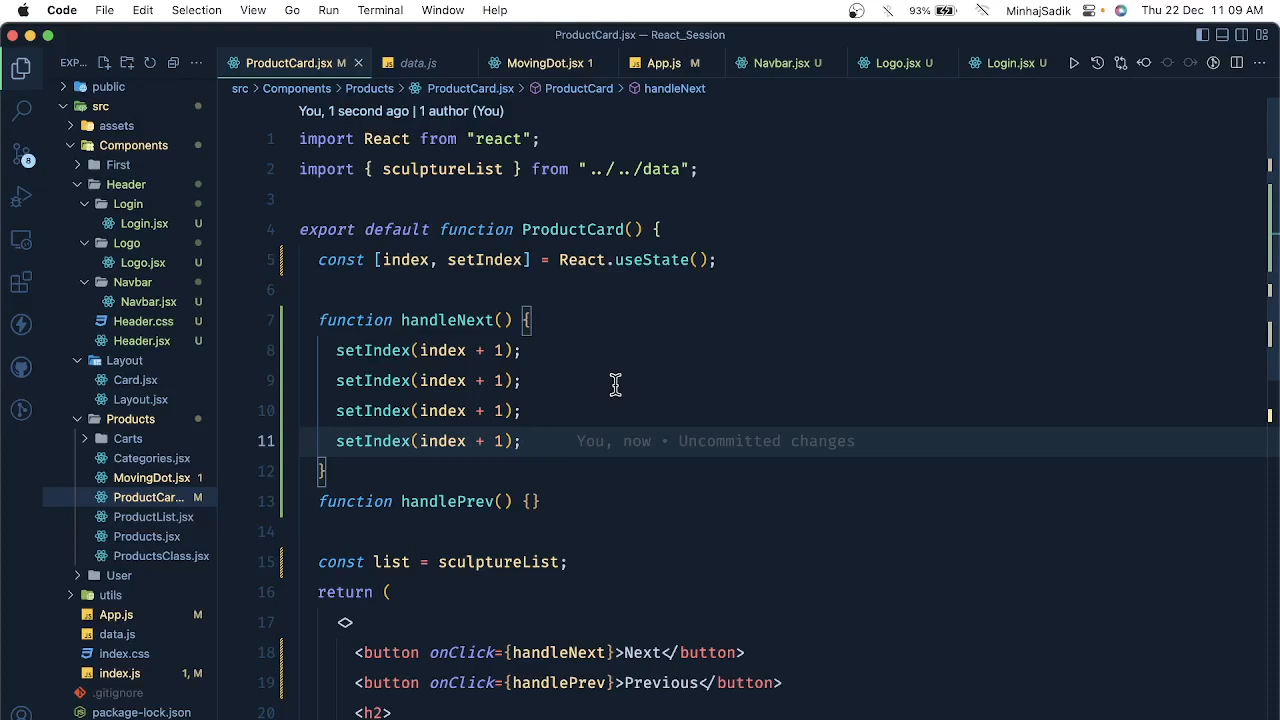 Code File Edit Selection View Go Run Terminal Window Help 93% MinhajSadik Thu 22 Dec 11 09 AM
ProductCard.jsx — React_Session
EXP... ProductCard.jsx M data.js MovingDot.jsx 1 App.js M Navbar.jsx U Logo.jsx U Login.jsx U
src > Components > Products > ProductCard.jsx > ProductCard > handleNext
public
src
assets
Components
First
Header
Login
Login.jsx U
Logo
Logo.jsx U
Navbar
Navbar.jsx U
Header.css U
Header.jsx U
Layout
Card.jsx
Layout.jsx
Products
Carts
Categories.jsx
MovingDot.jsx 1
ProductCar... M
ProductList.jsx
Products.jsx
ProductsClass.jsx
User
utils
App.js M
data.js
index.css
index.js 1, M
.gitignore
package-lock.json
8
You, 1 second ago | 1 author (You)
1 import React from "react";
2 import { sculptureList } from "../../data";
3
4 export default function ProductCard() {
5 const [index, setIndex] = React.useState();
6
7 function handleNext() {
8 setIndex(index + 1);
9 setIndex(index + 1);
10 setIndex(index + 1);
11 setIndex(index + 1); You, now • Uncommitted changes
12 }
13 function handlePrev() {}
14
15 const list = sculptureList;
16 return (
17 <>
18 <button onClick={handleNext}>Next</button>
19 <button onClick={handlePrev}>Previous</button>
20 <h2>